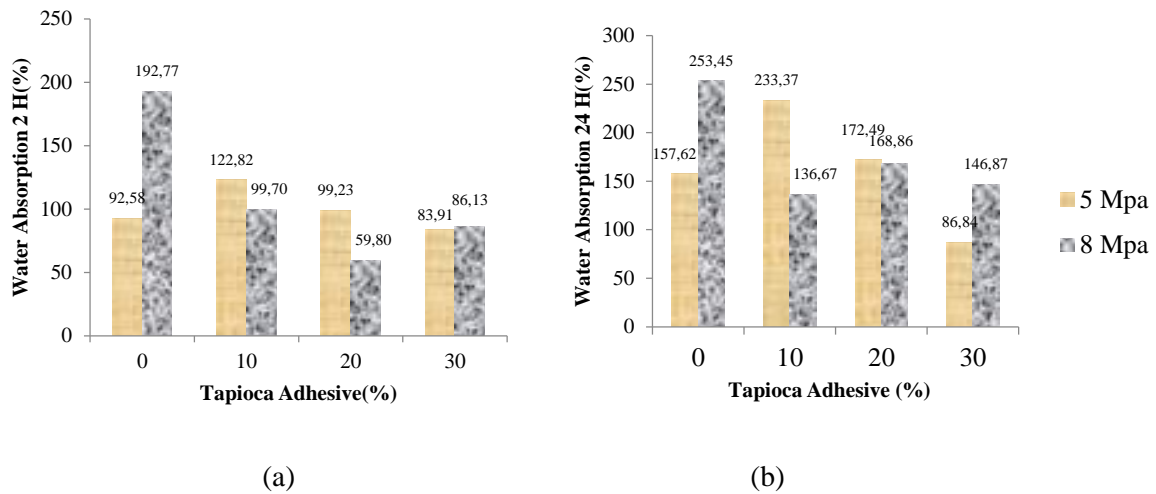 250
200
150
100
50
0
Water Absorption 2 H(%)
92,58
192,77
122,82
99,70
99,23
59,80
83,91
86,13
0 10 20 30
Tapioca Adhesive(%)
(a)
300
250
200
150
100
50
0
Water Absorption 24 H(%)
157,62
253,45
233,37
136,67
172,49
168,86
86,84
146,87
0 10 20 30
Tapioca Adhesive (%)
5 Mpa
8 Mpa
(b)